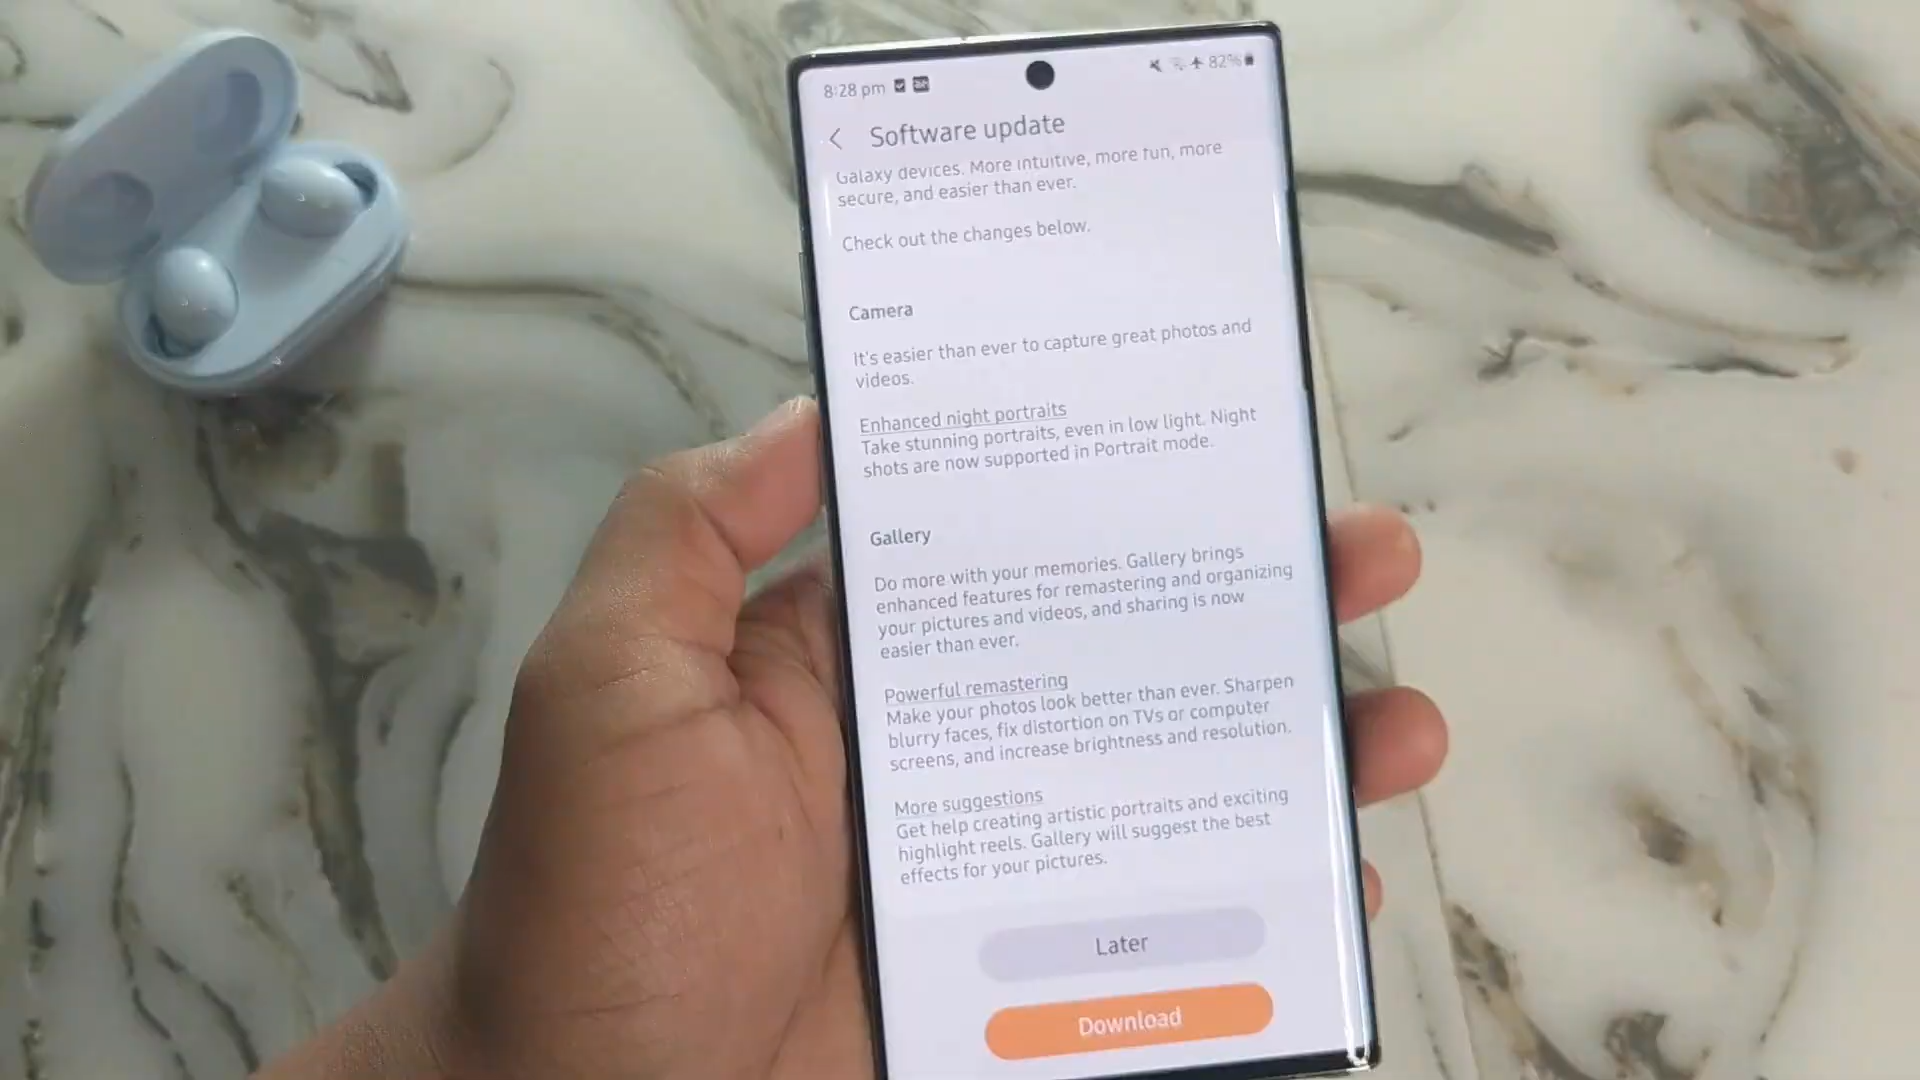 8:28 pm
82%
Software update
Galaxy devices. More intuitive, more fun, more
secure, and easier than ever.
Check out the changes below.
Camera
It's easier than ever to capture great photos and
videos.
Enhanced night portraits
Take stunning portraits, even in low light. Night
shots are now supported in Portrait mode.
Gallery
Do more with your memories. Gallery brings
enhanced features for remastering and organizing
your pictures and videos, and sharing is now
easier than ever.
Powerful remastering
Make your photos look better than ever. Sharpen
blurry faces, fix distortion on TVs or computer
screens, and increase brightness and resolution.
More suggestions
Get help creating artistic portraits and exciting
highlight reels. Gallery will suggest the best
effects for your pictures.
Later
Download